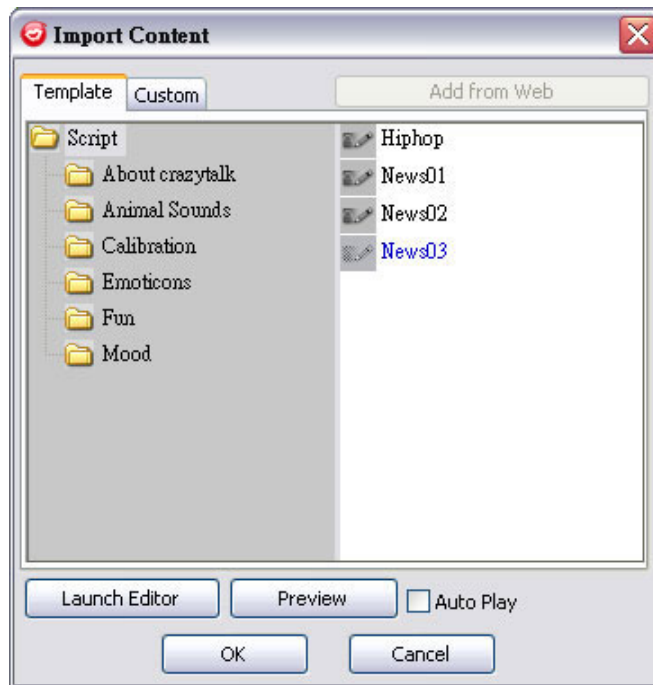 Import Content
Template
Custom
Add from Web
Script
About crazytalk
Animal Sounds
Calibration
Emoticons
Fun
Mood
Hiphop
News01
News02
News03
Launch Editor
Preview
Auto Play
OK
Cancel